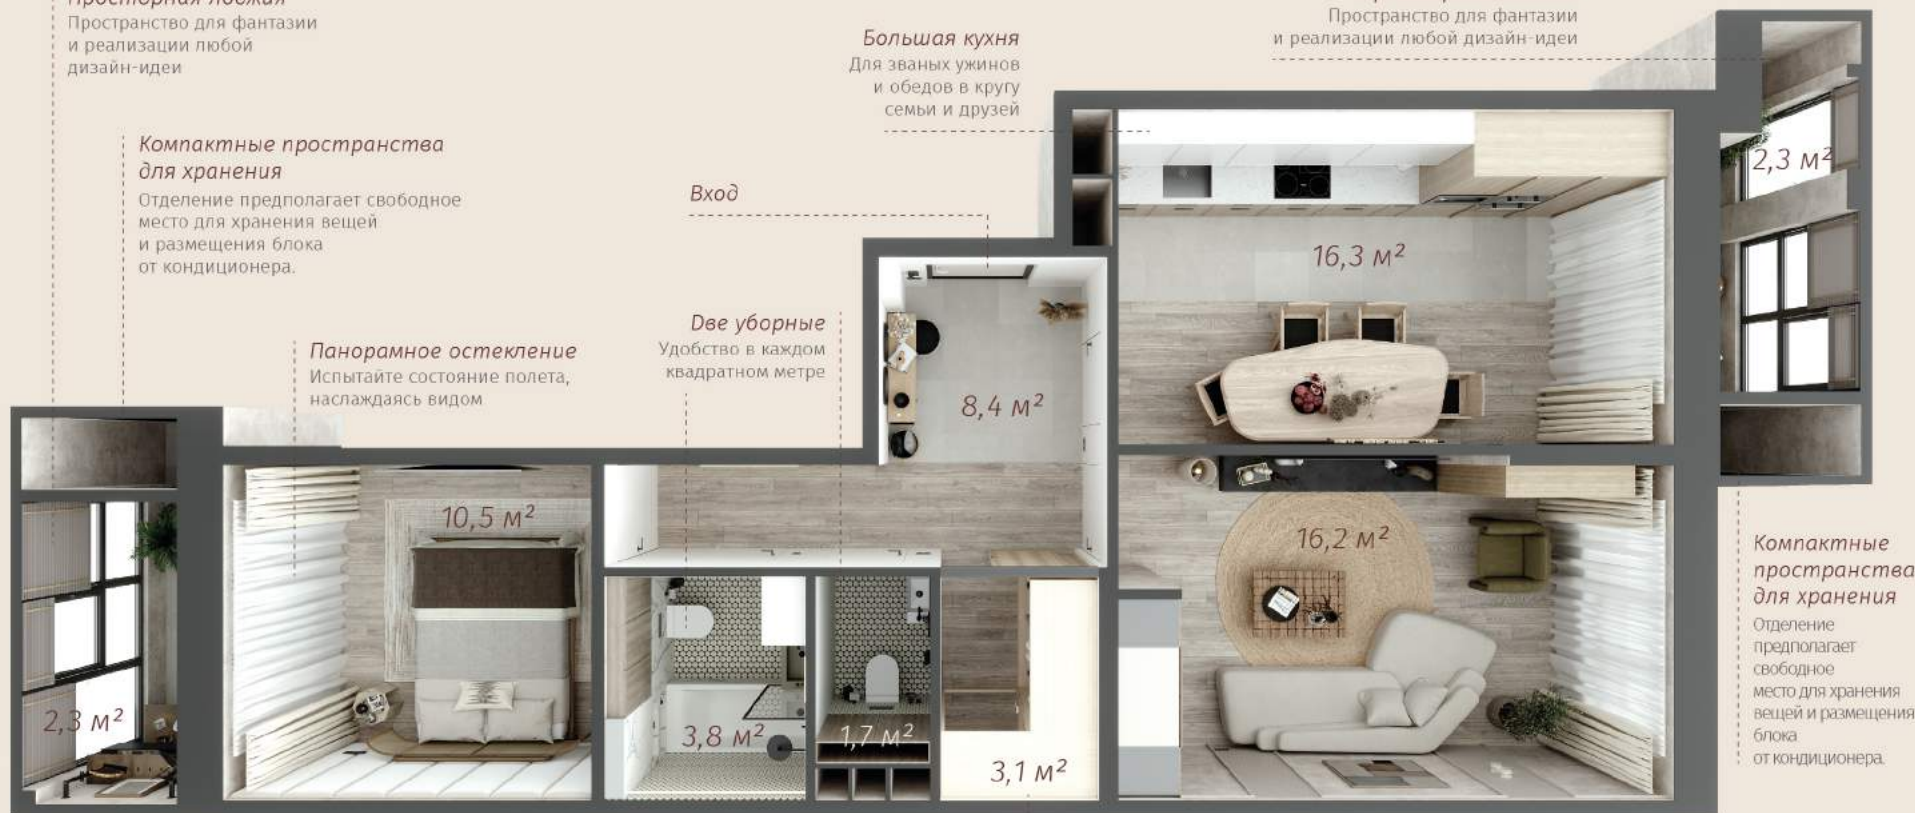 Просторная лоджия
Пространство для фантазии
и реализации любой
дизайн-идеи
Компактные пространства
для хранения
Отделение предполагает свободное
место для хранения вещей
и размещения блока
от кондиционера.
Панорамное остекление
Испытайте состояние полета,
наслаждаясь видом
Две уборные
Удобство в каждом
квадратном метре
Вход
Большая кухня
Для званых ужинов
и обедов в кругу
семьи и друзей
Пространство для фантазии
и реализации любой дизайн-идеи
2,3 м²
16,3 м²
8,4 м²
10,5 м²
16,2 м²
2,3 м²
3,8 м²
1,7 м²
3,1 м²
Компактные
пространства
для хранения
Отделение
предполагает
свободное
место для хранения
вещей и размещения
блока
от кондиционера.